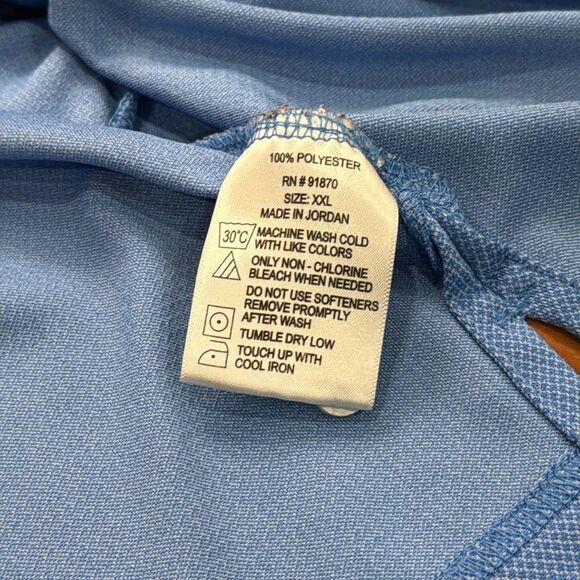 100% POLYESTER
RN # 91870
SIZE: XXL
MADE IN JORDAN
30°C MACHINE WASH COLD
WITH LIKE COLORS
ONLY NON - CHLORINE
BLEACH WHEN NEEDED
DO NOT USE SOFTENERS
REMOVE PROMPTLY
AFTER WASH
TUMBLE DRY LOW
TOUCH UP WITH
COOL IRON